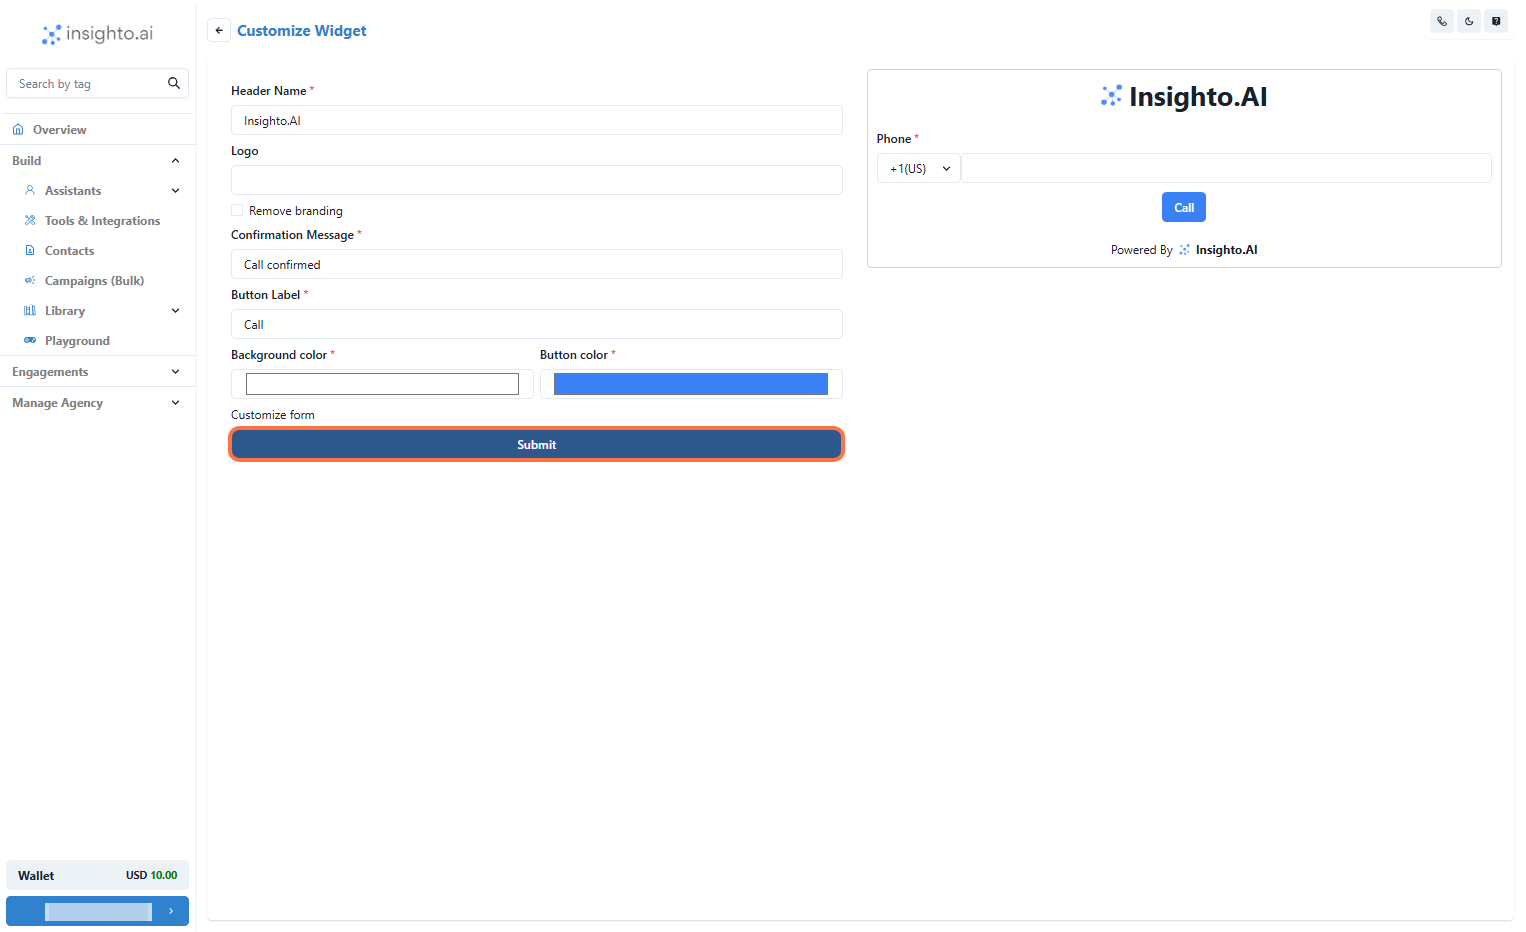 insighto.ai
Search by tag
Overview
Build
Assistants
Tools & Integrations
Contacts
Campaigns (Bulk)
Library
Playground
Engagements
Manage Agency
Wallet USD 10.00
Customize Widget
Header Name *
Insighto.AI
Logo
Remove branding
Confirmation Message *
Call confirmed
Button Label *
Call
Background color * Button color *
Customize form
Submit
Insighto.AI
Phone *
+1(US)
Call
Powered By Insighto.AI